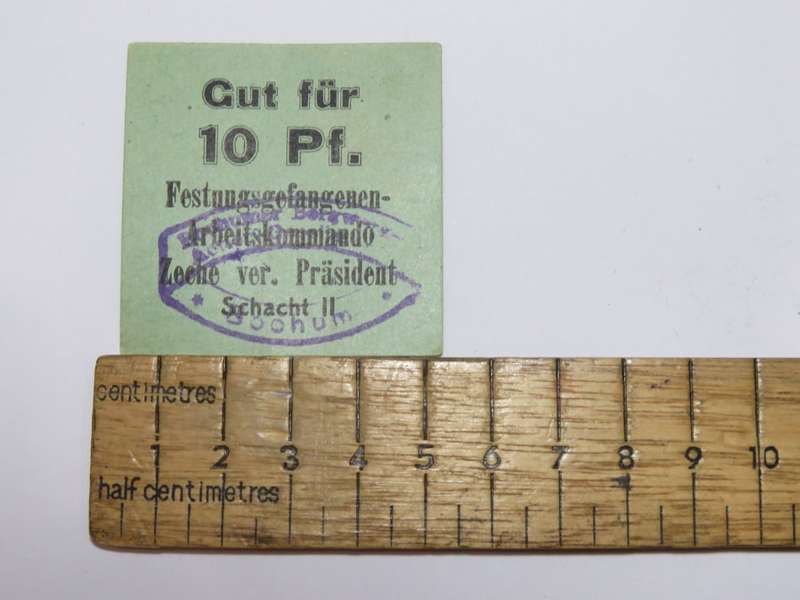 Gut für
10 Pf.
Festungsgefangenen-
Arbeitskommando
Zeche ver. Präsident
Schacht II
Bochum
centimetres
1 2 3 4 5 6 7 8 9 10
half centimetres